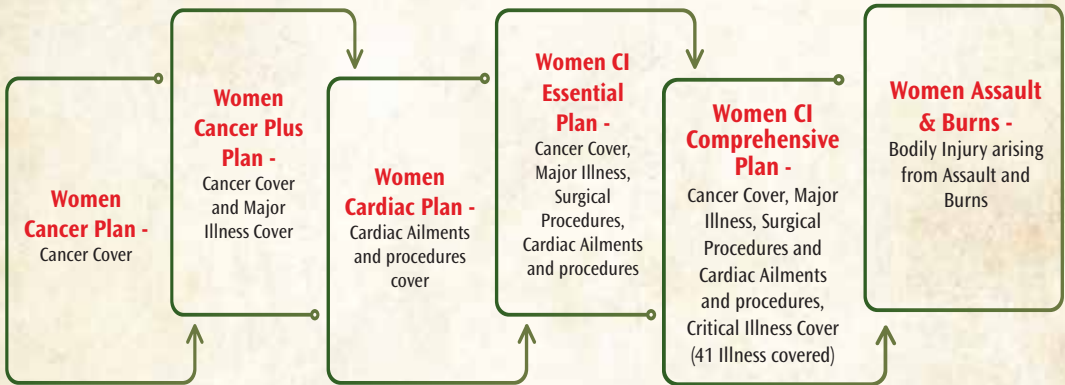 Women
Cancer Plan -
Cancer Cover
Women
Cancer Plus
Plan -
Cancer Cover
and Major
Illness Cover
Women
Cardiac Plan -
Cardiac Ailments
and procedures
cover
Women CI
Essential
Plan -
Cancer Cover,
Major Illness,
Surgical
Procedures,
Cardiac Ailments
and procedures
Women CI
Comprehensive
Plan -
Cancer Cover, Major
Illness, Surgical
Procedures and
Cardiac Ailments
and procedures,
Critical Illness Cover
(41 Illness covered)
Women Assault
& Burns -
Bodily Injury arising
from Assault and
Burns